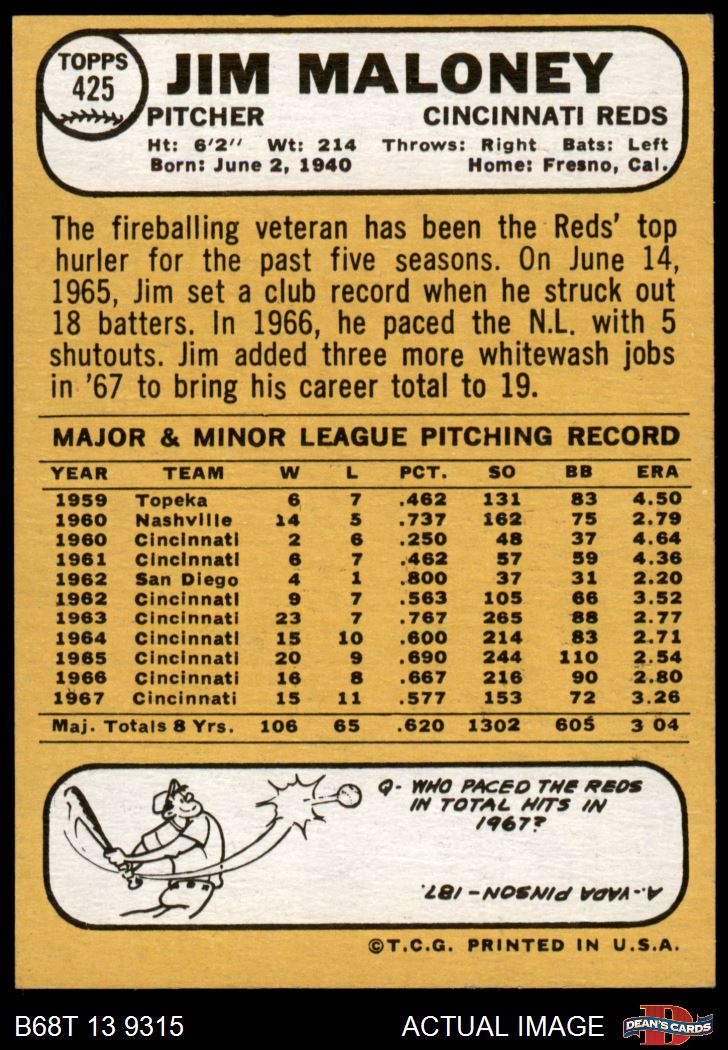 TOPPS
425
JIM MALONEY
PITCHER CINCINNATI REDS
Ht: 6'2" Wt: 214 Throws: Right Bats: Left
Born: June 2, 1940 Home: Fresno, Cal.
The fireballing veteran has been the Reds' top
hurler for the past five seasons. On June 14,
1965, Jim set a club record when he struck out
18 batters. In 1966, he paced the N.L. with 5
shutouts. Jim added three more whitewash jobs
in '67 to bring his career total to 19.
MAJOR & MINOR LEAGUE PITCHING RECORD
YEAR TEAM W L PCT. SO BB ERA
1959 Topeka 6 7 .462 131 83 4.50
1960 Nashville 14 5 .737 162 75 2.79
1960 Cincinnati 2 6 .250 48 37 4.64
1961 Cincinnati 6 7 .462 57 59 4.36
1962 San Diego 4 1 .800 37 31 2.20
1962 Cincinnati 9 7 .563 105 66 3.52
1963 Cincinnati 23 7 .767 265 88 2.77
1964 Cincinnati 15 10 .600 214 83 2.71
1965 Cincinnati 20 9 .690 244 110 2.54
1966 Cincinnati 16 8 .667 216 90 2.80
1967 Cincinnati 15 11 .577 153 72 3.26
Maj. Totals 8 Yrs. 106 65 .620 1302 605 3 04
Q- WHO PACED THE REDS
IN TOTAL HITS IN
1967?
A-VADA PINSON-187.
©T.C.G. PRINTED IN U.S.A.
B68T 13 9315 ACTUAL IMAGE
DEAN'S CARDS